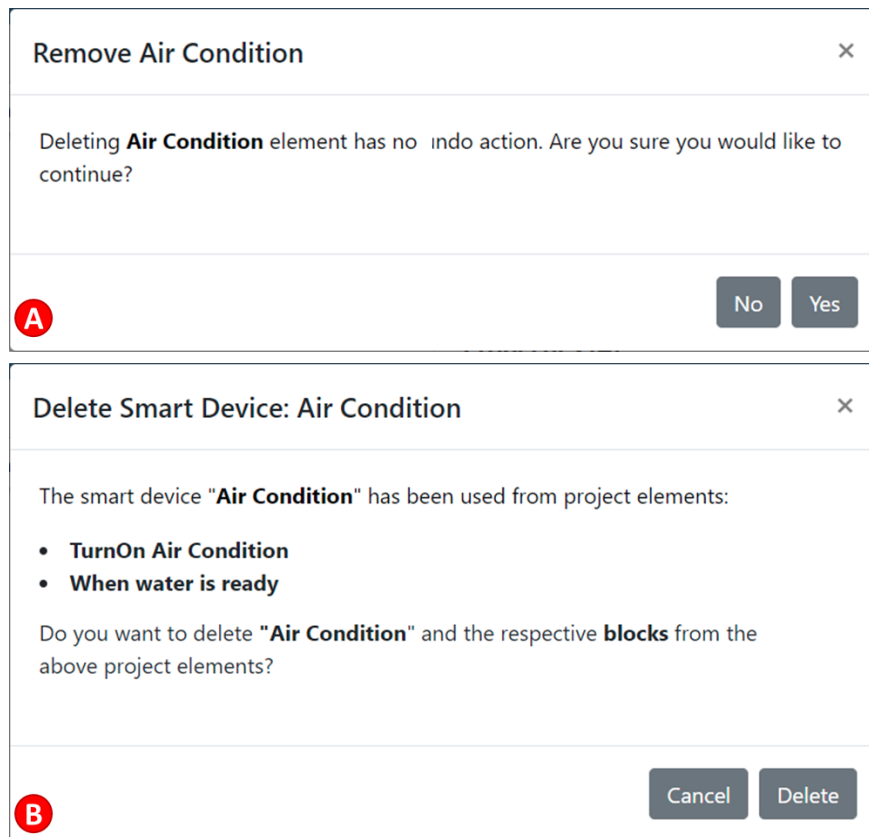 Remove Air Condition ×
Deleting Air Condition element has no ındo action. Are you sure you would like to
continue?
No Yes
A
Delete Smart Device: Air Condition ×
The smart device "Air Condition" has been used from project elements:
• TurnOn Air Condition
• When water is ready
Do you want to delete "Air Condition" and the respective blocks from the
above project elements?
Cancel Delete
B